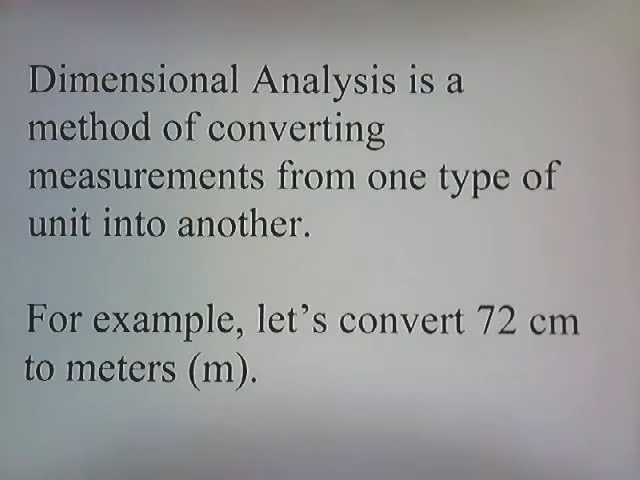 Dimensional Analysis is a
method of converting
measurements from one type of
unit into another.
For example, let's convert 72 cm
to meters (m).